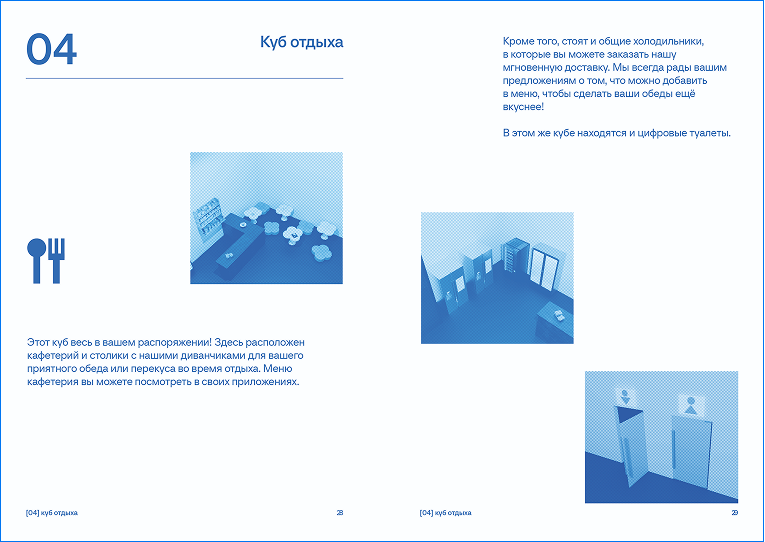 04
Куб отдыха
Этот куб весь в вашем распоряжении! Здесь расположен
кафетерий и столики с нашими диванчиками для вашего
приятного обеда или перекуса во время отдыха. Меню
кафетерия вы можете посмотреть в своих приложениях.
[04] куб отдыха
28
Кроме того, стоят и общие холодильники,
в которые вы можете заказать нашу
мгновенную доставку. Мы всегда рады вашим
предложениям о том, что можно добавить
в меню, чтобы сделать ваши обеды ещё
вкуснее!
В этом же кубе находятся и цифровые туалеты.
[04] куб отдыха
29